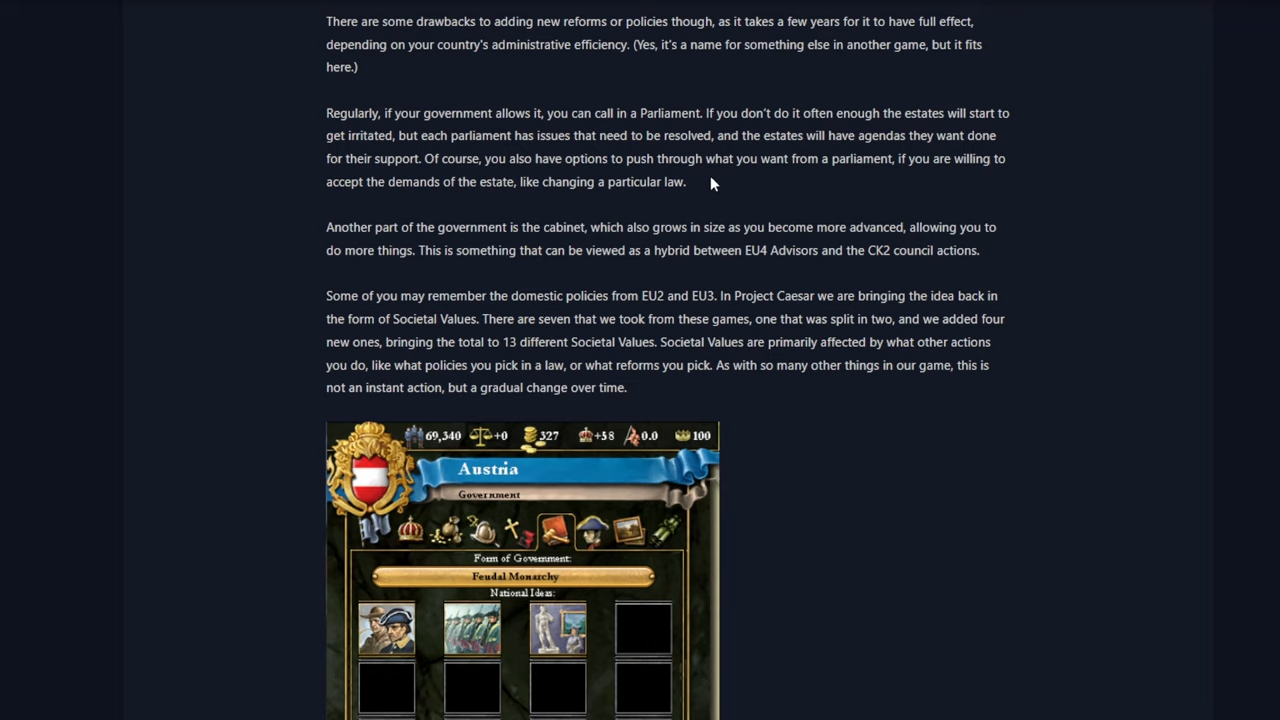 There are some drawbacks to adding new reforms or policies though, as it takes a few years for it to have full effect,
depending on your country's administrative efficiency. (Yes, it's a name for something else in another game, but it fits
here.)
Regularly, if your government allows it, you can call in a Parliament. If you don't do it often enough the estates will start to
get irritated, but each parliament has issues that need to be resolved, and the estates will have agendas they want done
for their support. Of course, you also have options to push through what you want from a parliament, if you are willing to
accept the demands of the estate, like changing a particular law.
Another part of the government is the cabinet, which also grows in size as you become more advanced, allowing you to
do more things. This is something that can be viewed as a hybrid between EU4 Advisors and the CK2 council actions.
Some of you may remember the domestic policies from EU2 and EU3. In Project Caesar we are bringing the idea back in
the form of Societal Values. There are seven that we took from these games, one that was split in two, and we added four
new ones, bringing the total to 13 different Societal Values. Societal Values are primarily affected by what other actions
you do, like what policies you pick in a law, or what reforms you pick. As with so many other things in our game, this is
not an instant action, but a gradual change over time.
69,340 +0 327 +58 0.0 100
Austria
Government
Form of Government:
Feudal Monarchy
National Ideas: